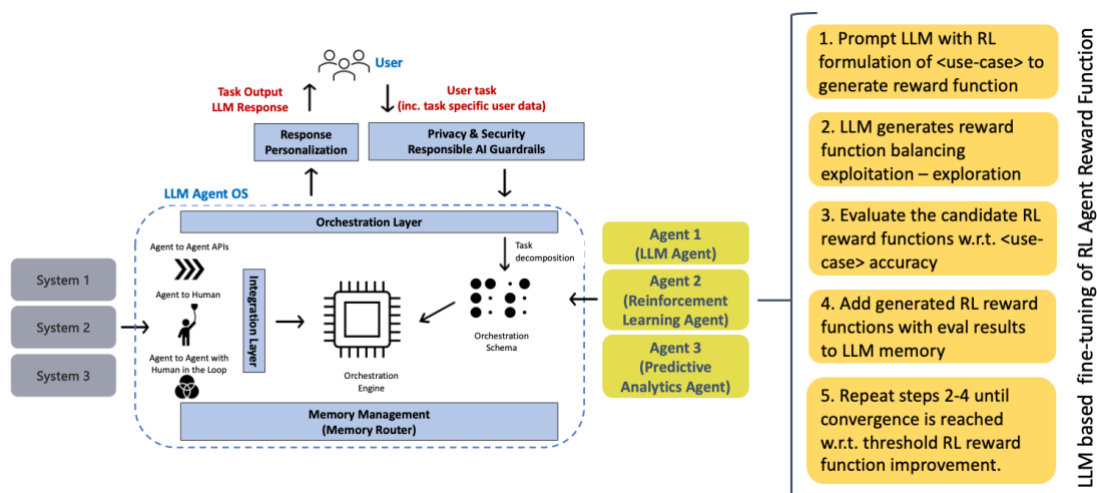 User
Task Output
LLM Response
User task
(inc. task specific user data)
Response
Personalization
Privacy & Security
Responsible AI Guardrails
LLM Agent OS
Orchestration Layer
Agent to Agent APIs
Agent to Human
Agent to Agent with
Human in the Loop
Integration Layer
Orchestration
Engine
Task
decomposition
Orchestration
Schema
Memory Management
(Memory Router)
System 1
System 2
System 3
Agent 1
(LLM Agent)
Agent 2
(Reinforcement
Learning Agent)
Agent 3
(Predictive
Analytics Agent)
1. Prompt LLM with RL
formulation of <use-case> to
generate reward function
2. LLM generates reward
function balancing
exploitation – exploration
3. Evaluate the candidate RL
reward functions w.r.t. <use-
case> accuracy
4. Add generated RL reward
functions with eval results
to LLM memory
5. Repeat steps 2-4 until
convergence is reached
w.r.t. threshold RL reward
function improvement.
LLM based fine-tuning of RL Agent Reward Function